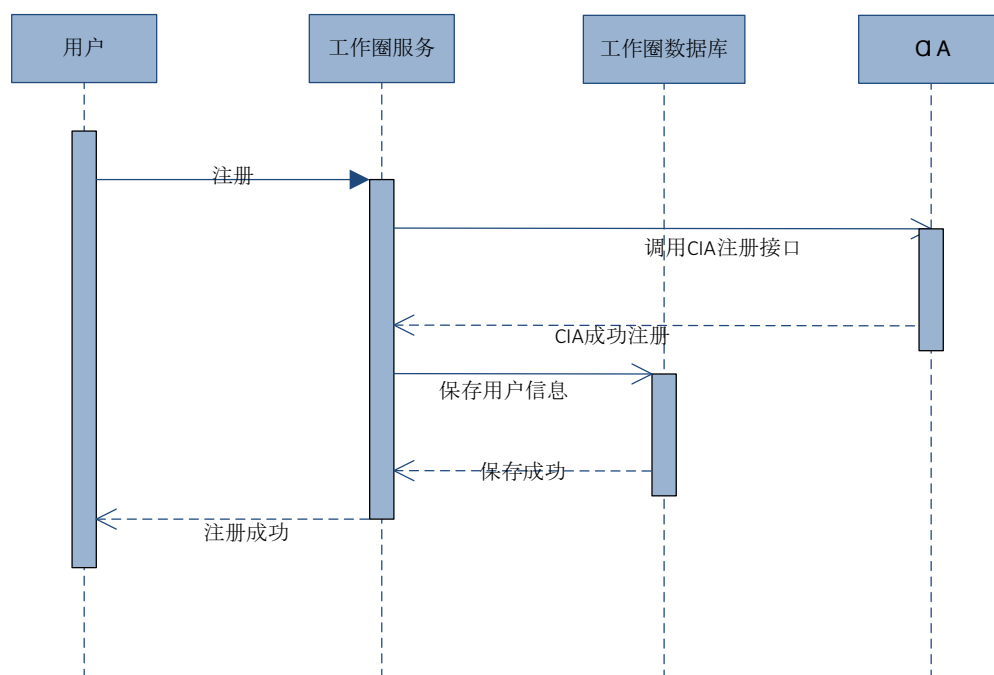 用户
工作圈服务
工作圈数据库
CIA
注册
调用CIA注册接口
CIA成功注册
保存用户信息
保存成功
注册成功